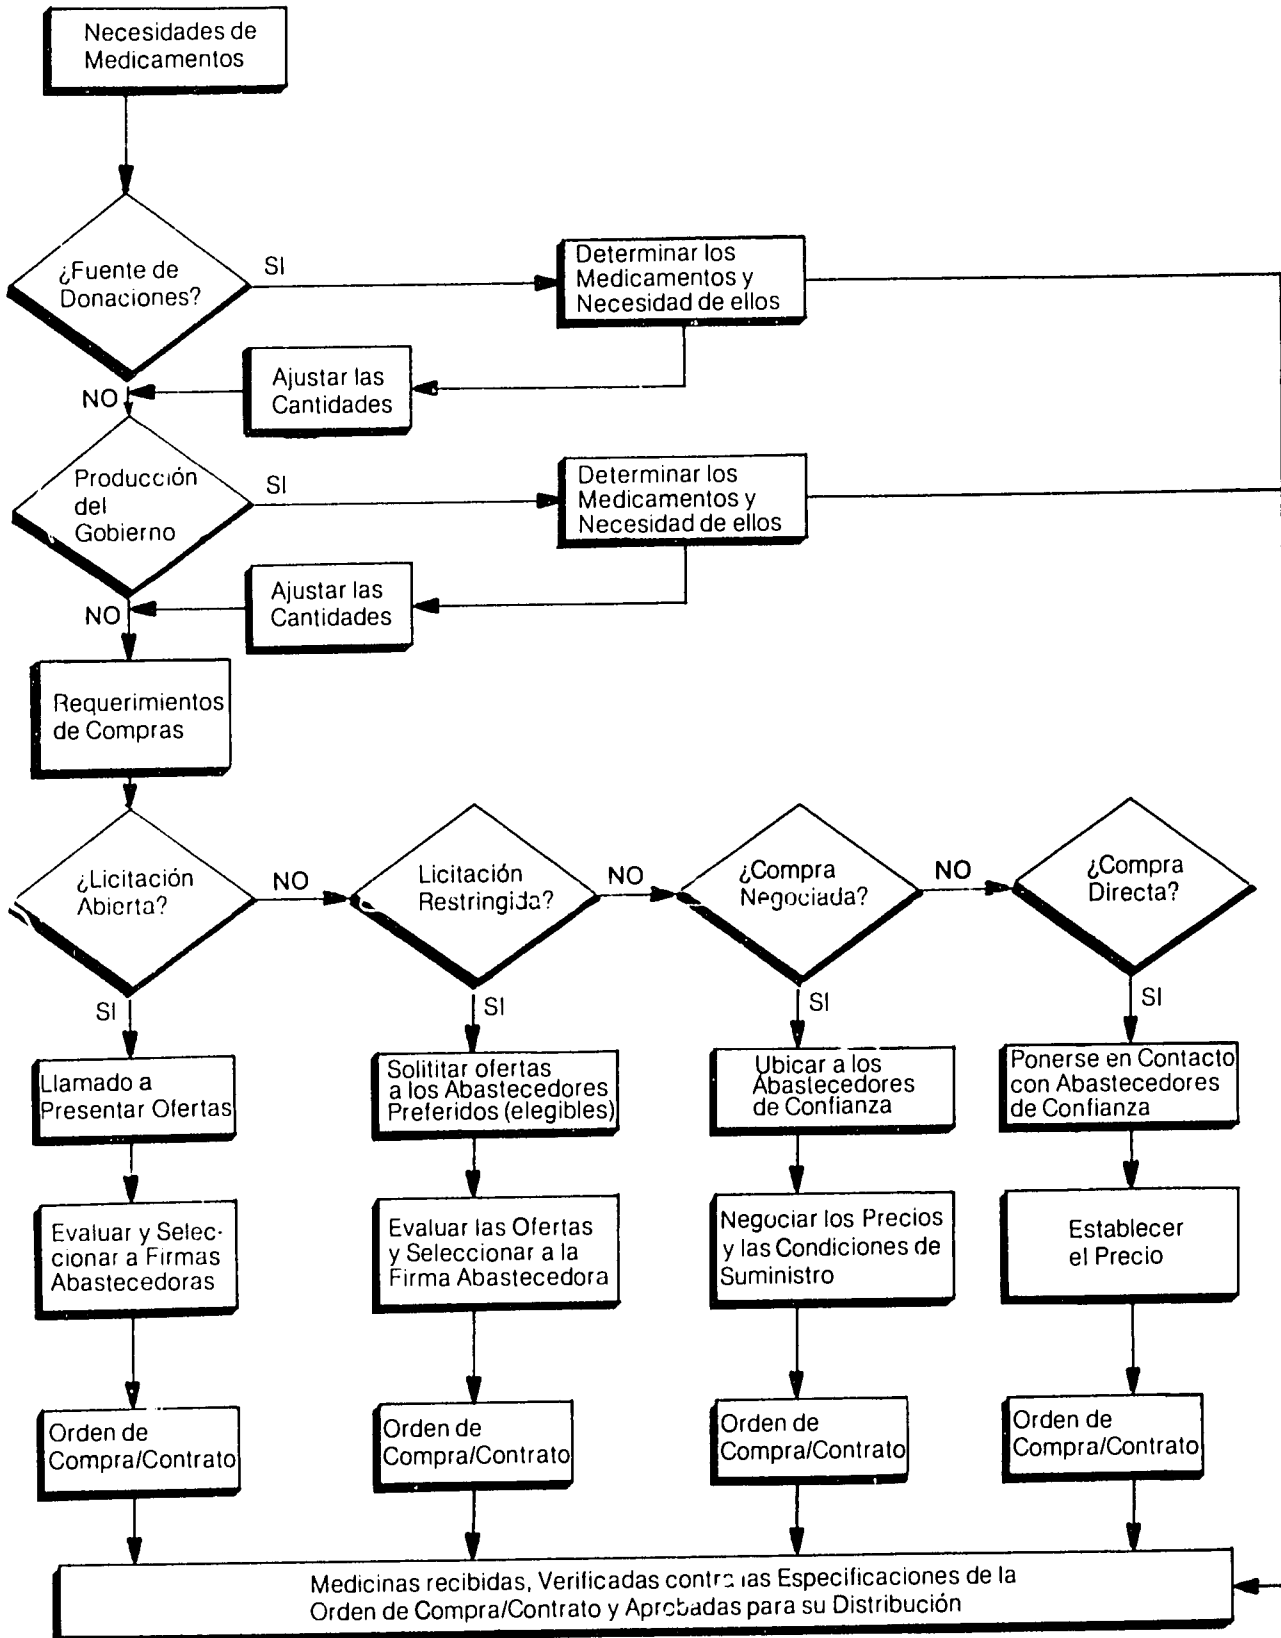 Necesidades de
Medicamentos
¿Fuente de
Donaciones?
SI
Determinar los
Medicamentos y
Necesidad de ellos
Ajustar las
Cantidades
NO
Producción
del
Gobierno
SI
Determinar los
Medicamentos y
Necesidad de ellos
Ajustar las
Cantidades
NO
Requerimientos
de Compras
¿Licitación
Abierta?
NO
Licitación
Restringida?
NO
¿Compra
Negociada?
NO
¿Compra
Directa?
SI
SI
SI
SI
Llamado a
Presentar Ofertas
Solititar ofertas
a los Abastecedores
Preferidos (elegibles)
Ubicar a los
Abastecedores
de Confianza
Ponerse en Contacto
con Abastecedores
de Confianza
Evaluar y Selec-
cionar a Firmas
Abastecedoras
Evaluar las Ofertas
y Seleccionar a la
Firma Abastecedora
Negociar los Precios
y las Condiciones de
Suministro
Establecer
el Precio
Orden de
Compra/Contrato
Orden de
Compra/Contrato
Orden de
Compra/Contrato
Orden de
Compra/Contrato
Medicinas recibidas, Verificadas contra las Especificaciones de la
Orden de Compra/Contrato y Aprobadas para su Distribución